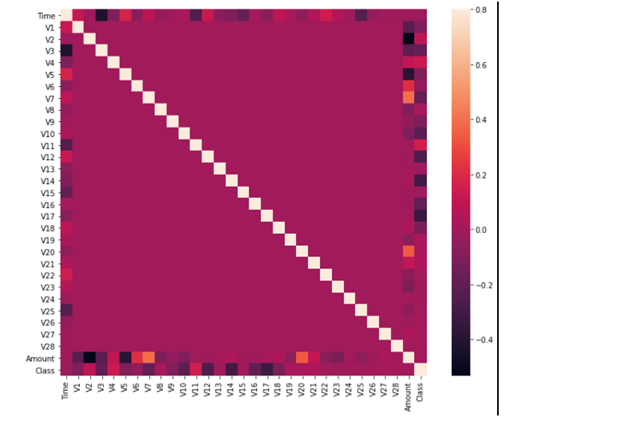 Time
V1
V2
V3
V4
V5
V6
V7
V8
V9
V10
V11
V12
V13
V14
V15
V16
V17
V18
V19
V20
V21
V22
V23
V24
V25
V26
V27
V28
Amount
Class
Time V1 V2 V3 V4 V5 V6 V7 V8 V9 V10 V11 V12 V13 V14 V15 V16 V17 V18 V19 V20 V21 V22 V23 V24 V25 V26 V27 V28 Amount Class
0.8
0.6
0.4
0.2
0.0
−0.2
−0.4